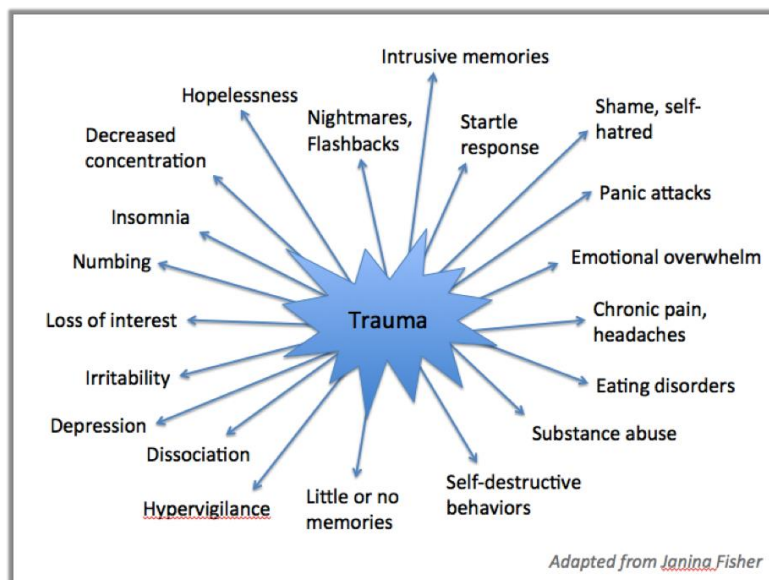 Intrusive memories
Hopelessness
Nightmares,
Flashbacks
Startle
response
Shame, self-
hatred
Decreased
concentration
Panic attacks
Insomnia
Numbing
Emotional overwhelm
Loss of interest
Trauma
Chronic pain,
headaches
Irritability
Eating disorders
Depression
Substance abuse
Dissociation
Self-destructive
behaviors
Hypervigilance
Little or no
memories
Adapted from Janina Fisher